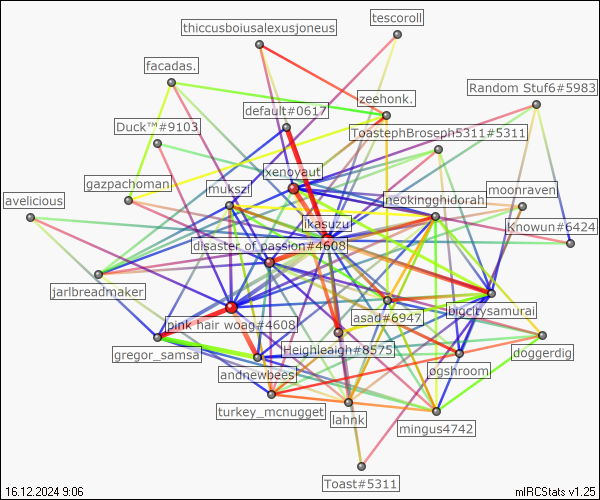 tescoroll
thiccusboiusalexusjoneus
facadas.
Random Stuf6#5983
zeehonk.
default#0617
Duck™#9103
ToastephBroseph5311#5311
xenoyaut
gazpachoman
mukszi
moonraven
avelicious
neokingghidorah
ikasuzu
Knowun#6424
disaster of passion#4608
jarlbreadmaker
bigcitysamurai
asad#6947
pink hair woag#4608
Heighleaigh#8575
doggerdig
gregor_samsa
øgshroom
andnewbees
turkey_mcnugget
lahnk
mingus4742
Toast#5311
16.12.2024 9:06
mIRCStats v1.25